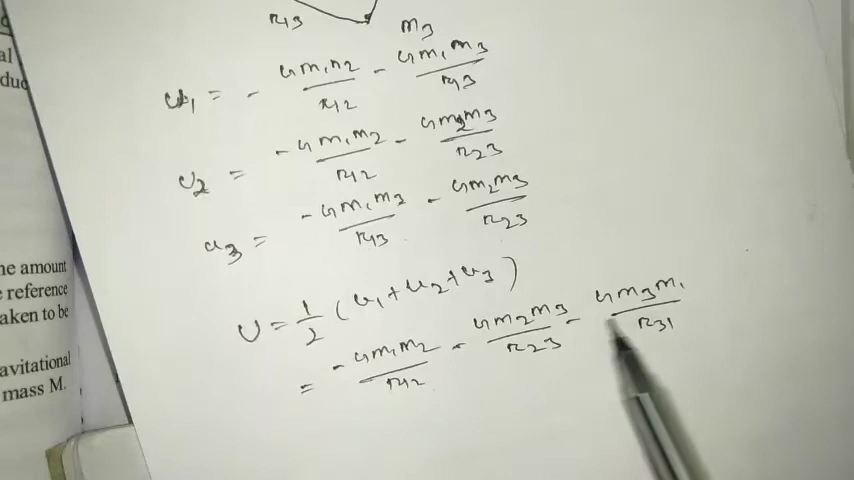 r13
m3
u1 = - Gm1m2/r12 - Gm1m3/r13
u2 = - Gm1m2/r12 - Gm2m3/r23
u3 = - Gm1m3/r13 - Gm2m3/r23
U = 1/2 (u1 + u2 + u3)
= - Gm1m2/r12 - Gm2m3/r23 - Gm3m1/r31
al
duc
he amount
e reference
aken to be
avitational
mass M.